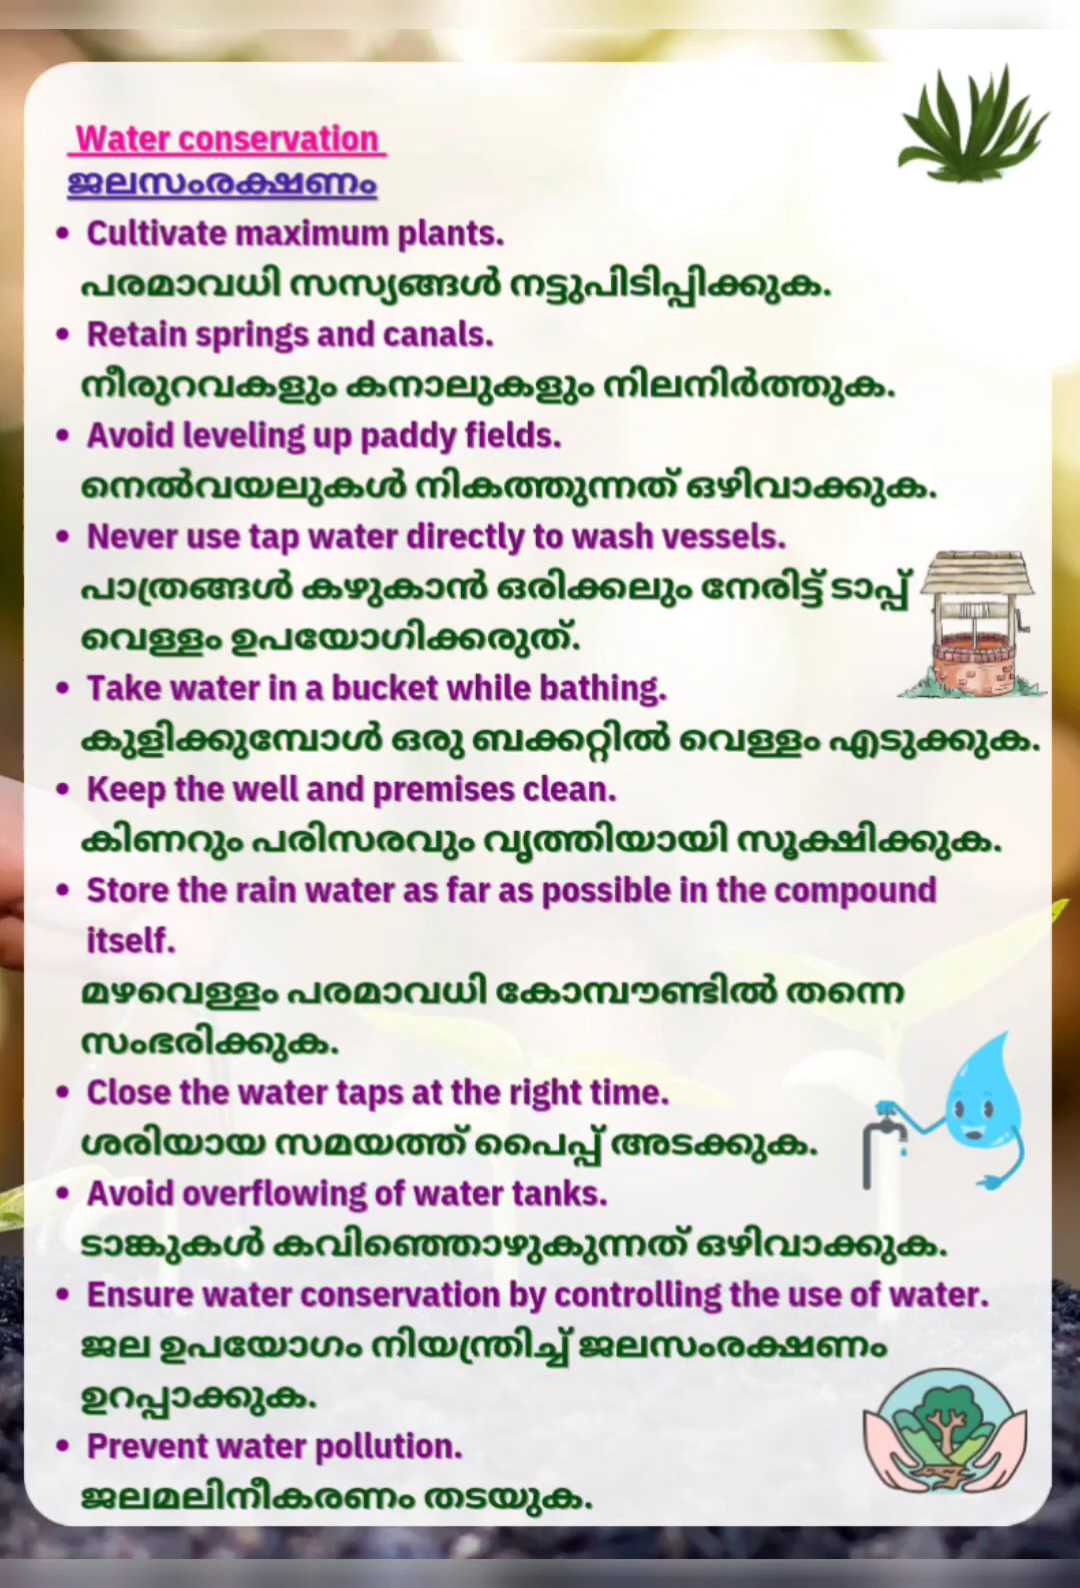 Water conservation
ജലസംരക്ഷണം
• Cultivate maximum plants.
പരമാവധി സസ്യങ്ങൾ നട്ടുപിടിപ്പിക്കുക.
• Retain springs and canals.
നീരുറവകളും കനാലുകളും നിലനിർത്തുക.
• Avoid leveling up paddy fields.
നെൽവയലുകൾ നികത്തുന്നത് ഒഴിവാക്കുക.
• Never use tap water directly to wash vessels.
പാത്രങ്ങൾ കഴുകാൻ ഒരിക്കലും നേരിട്ട് ടാപ്പ്
വെള്ളം ഉപയോഗിക്കരുത്.
• Take water in a bucket while bathing.
കുളിക്കുമ്പോൾ ഒരു ബക്കറ്റിൽ വെള്ളം എടുക്കുക.
• Keep the well and premises clean.
കിണറും പരിസരവും വൃത്തിയായി സൂക്ഷിക്കുക.
• Store the rain water as far as possible in the compound
itself.
മഴവെള്ളം പരമാവധി കോമ്പൗണ്ടിൽ തന്നെ
സംഭരിക്കുക.
• Close the water taps at the right time.
ശരിയായ സമയത്ത് പൈപ്പ് അടക്കുക.
• Avoid overflowing of water tanks.
ടാങ്കുകൾ കവിഞ്ഞൊഴുകുന്നത് ഒഴിവാക്കുക.
• Ensure water conservation by controlling the use of water.
ജല ഉപയോഗം നിയന്ത്രിച്ച് ജലസംരക്ഷണം
ഉറപ്പാക്കുക.
• Prevent water pollution.
ജലമലിനീകരണം തടയുക.